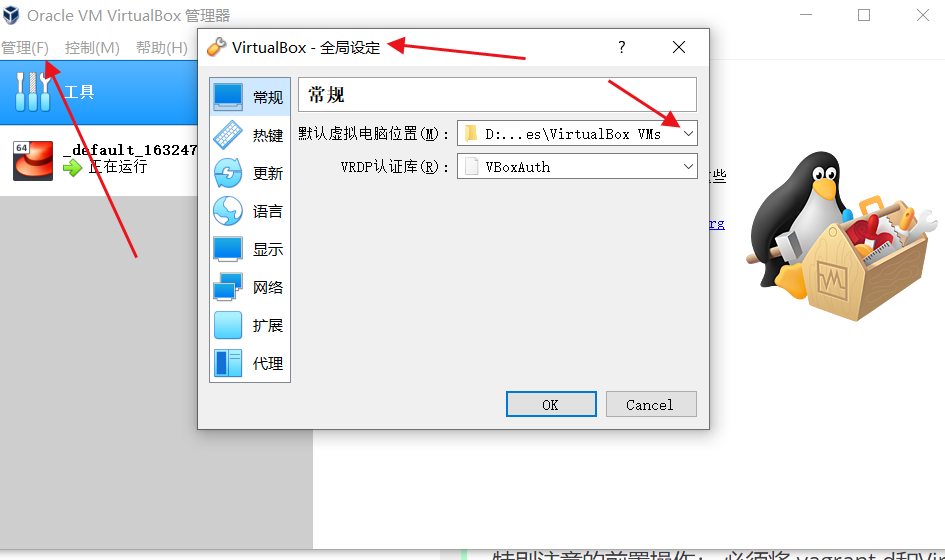 Oracle VM VirtualBox 管理器
管理(F) 控制(M) 帮助(H)
工具
64
_default_163247
正在运行
VirtualBox - 全局设定
?
常规
热键
更新
语言
显示
网络
扩展
代理
常规
默认虚拟电脑位置(M): D:...es\VirtualBox VMs
VRDP认证库(R): VBoxAuth
OK Cancel
些
rg
特别注意的前置操作： 必须将 vagrant.d和Vir